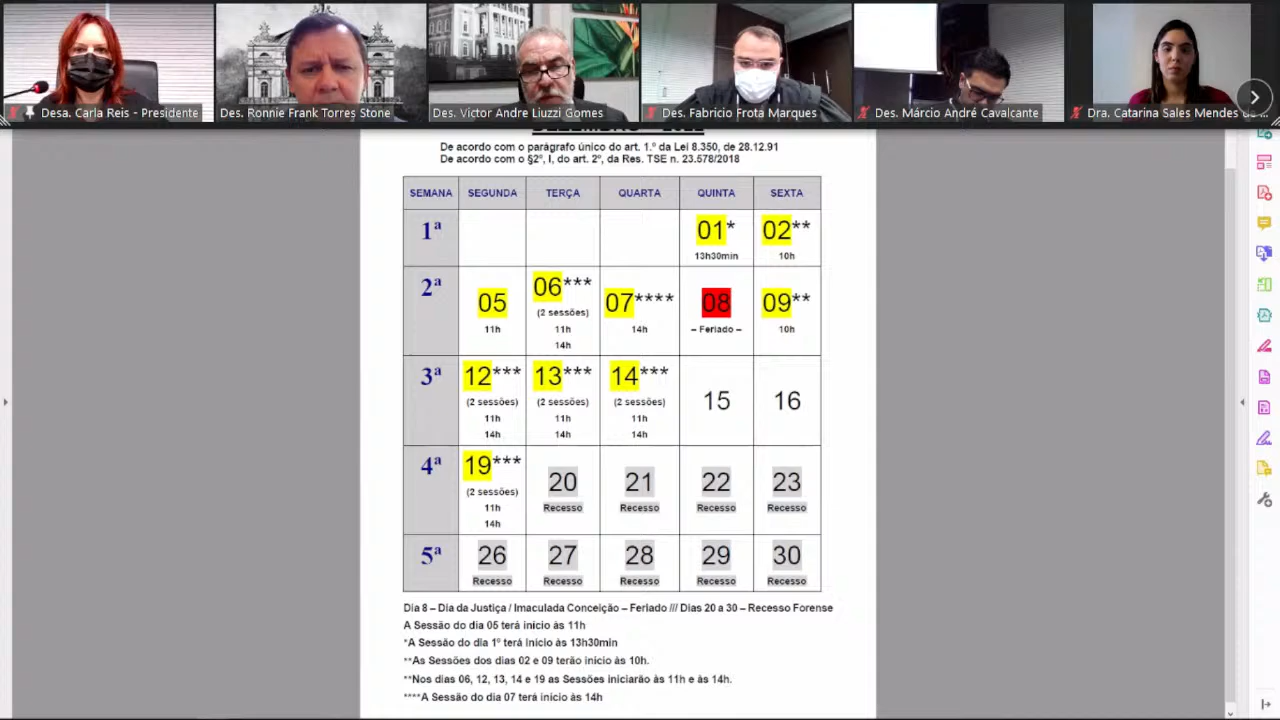 Desa. Carla Reis - Presidente
Des. Ronnie Frank Torres Stone
Des. Victor Andre Liuzzi Gomes
Des. Fabricio Frota Marques
Des. Márcio André Cavalcante
Dra. Catarina Sales Mendes
De acordo com o parágrafo único do art. 1.º da Lei 8.350, de 28.12.91
De acordo com o §2º, I, do art. 2º, da Res. TSE n. 23.578/2018
SEMANA SEGUNDA TERÇA QUARTA QUINTA SEXTA
1ª 01* 02**
13h30min 10h
2ª 05 06*** 07**** 08 09**
(2 sessões)
11h 11h 14h – Feriado – 10h
14h
3ª 12*** 13*** 14*** 15 16
(2 sessões) (2 sessões) (2 sessões)
11h 11h 11h
14h 14h 14h
4ª 19*** 20 21 22 23
(2 sessões) Recesso Recesso Recesso Recesso
11h
14h
5ª 26 27 28 29 30
Recesso Recesso Recesso Recesso Recesso
Dia 8 – Dia da Justiça / Imaculada Conceição – Feriado /// Dias 20 a 30 – Recesso Forense
A Sessão do dia 05 terá início às 11h
*A Sessão do dia 1º terá início às 13h30min
**As Sessões dos dias 02 e 09 terão início às 10h.
**Nos dias 06, 12, 13, 14 e 19 as Sessões iniciarão às 11h e às 14h.
****A Sessão do dia 07 terá início às 14h